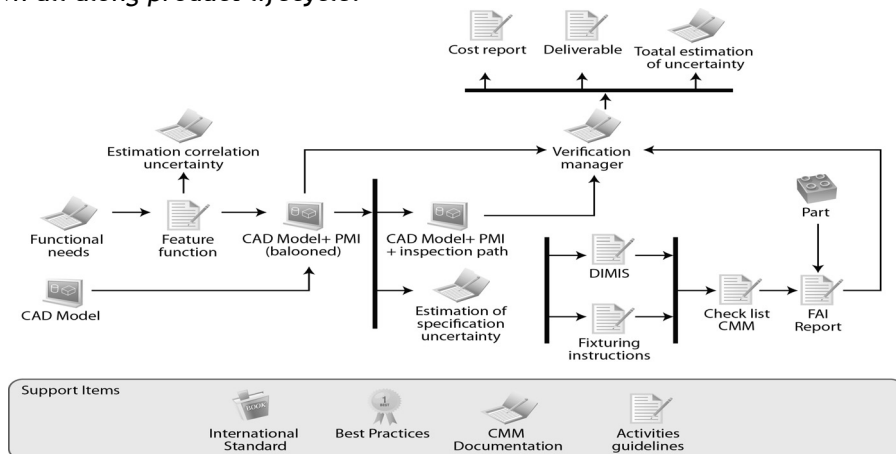 all along product lifecycle.
Cost report
Deliverable
Toatal estimation
of uncertainty
Estimation correlation
uncertainty
Verification
manager
Part
Functional
needs
Feature
function
CAD Model+ PMI
(balooned)
CAD Model+ PMI
+ inspection path
DIMIS
CAD Model
Estimation of
specification
uncertainty
Fixturing
instructions
Check list
CMM
FAI
Report
Support Items
BOOK
1
BEST
International
Standard
Best Practices
CMM
Documentation
Activities
guidelines